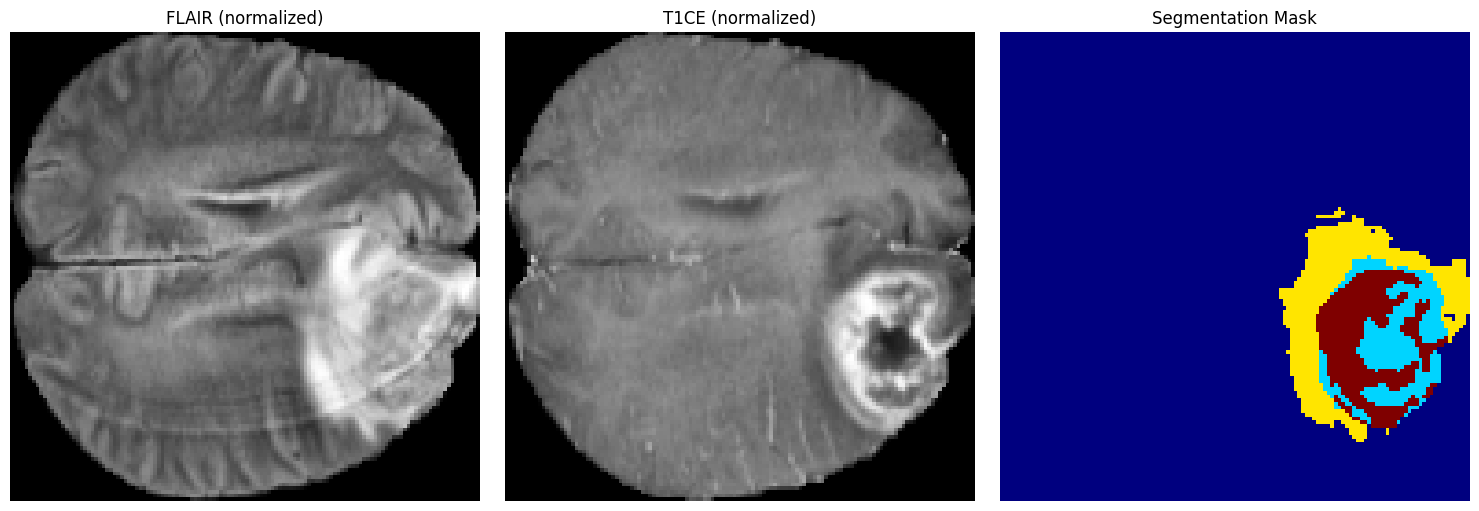 FLAIR (normalized)
T1CE (normalized)
Segmentation Mask